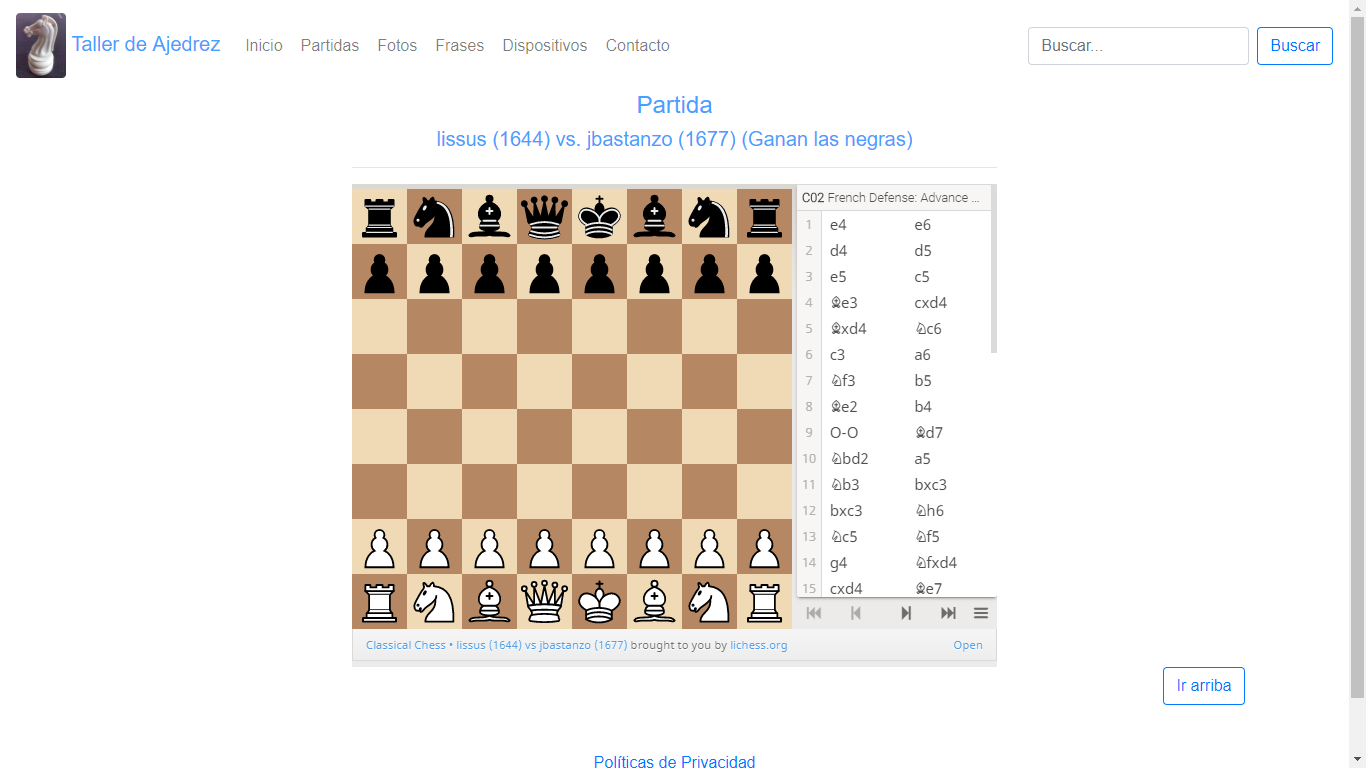 Taller de Ajedrez Inicio Partidas Fotos Frases Dispositivos Contacto Buscar... Buscar
Partida
lissus (1644) vs. jbastanzo (1677) (Ganan las negras)
C02 French Defense: Advance ...
1 e4 e6
2 d4 d5
3 e5 c5
4 ♗e3 cxd4
5 ♗xd4 ♘c6
6 c3 a6
7 ♘f3 b5
8 ♗e2 b4
9 O-O ♗d7
10 ♘bd2 a5
11 ♘b3 bxc3
12 bxc3 ♘h6
13 ♘c5 ♘f5
14 g4 ♘fxd4
15 cxd4 ♗e7
Classical Chess • lissus (1644) vs jbastanzo (1677) brought to you by lichess.org Open
Ir arriba
Políticas de Privacidad